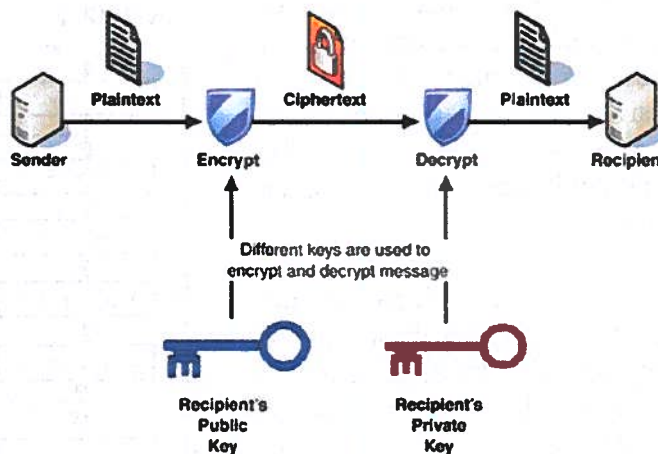 Plaintext
Ciphertext
Plaintext
Sender
Encrypt
Decrypt
Recipient
Different keys are used to
encrypt and decrypt message
Recipient's
Public
Key
Recipient's
Private
Key